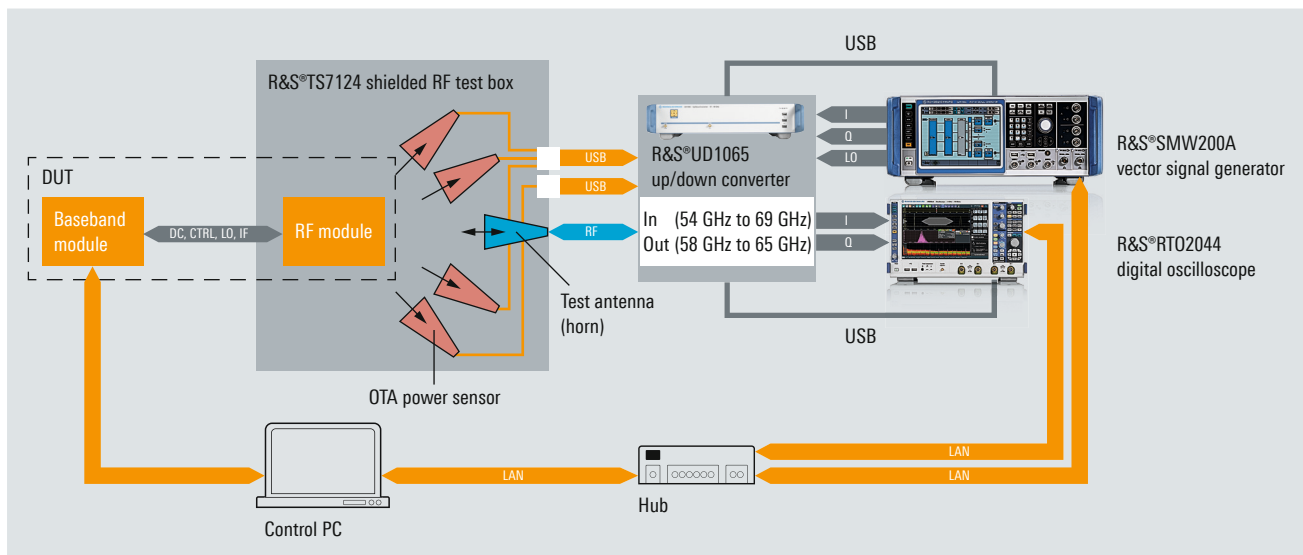 USB
R&S®TS7124 shielded RF test box
DUT
Baseband
module
DC, CTRL, LO, IF
RF module
USB
USB
RF
Test antenna
(horn)
OTA power sensor
R&S®UD1065
up/down converter
In (54 GHz to 69 GHz)
Out (58 GHz to 65 GHz)
I
Q
LO
I
Q
R&S®SMW200A
vector signal generator
R&S®RTO2044
digital oscilloscope
USB
LAN
LAN
LAN
Control PC
Hub